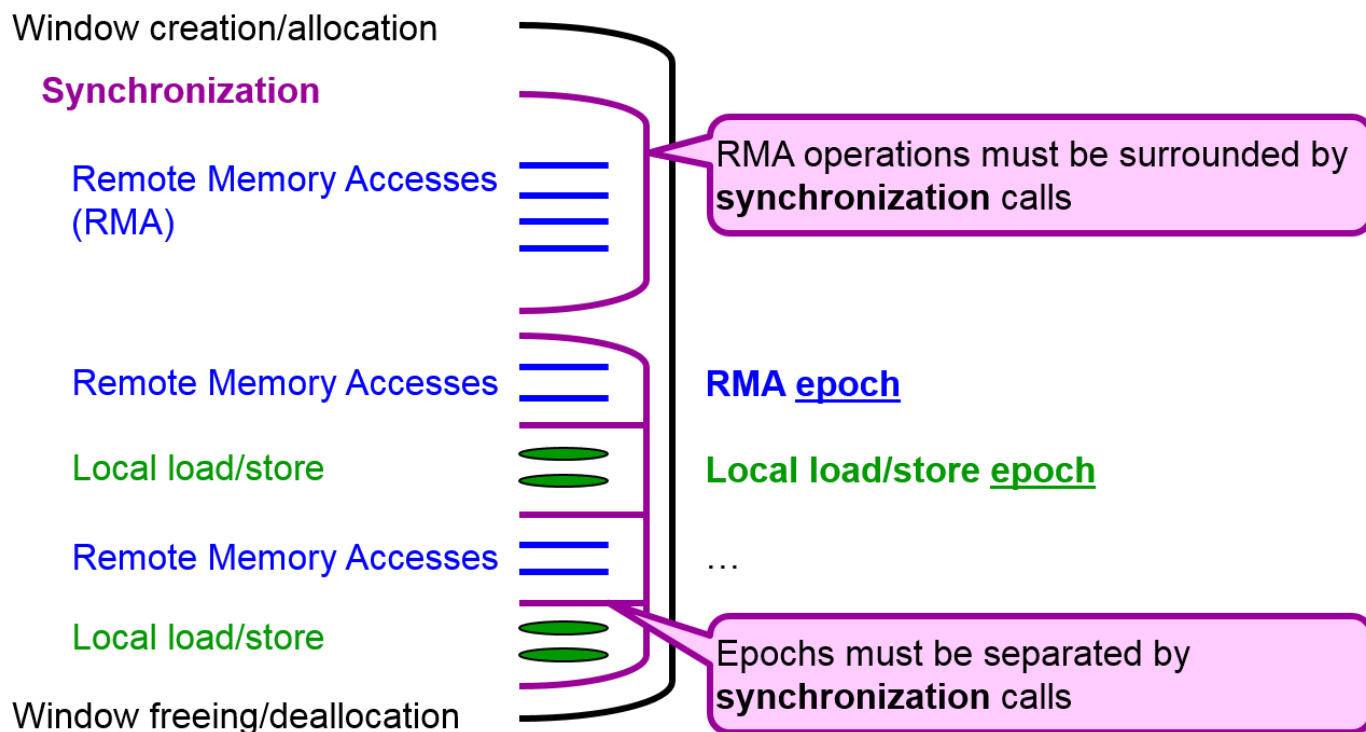 Window creation/allocation
Synchronization
Remote Memory Accesses
(RMA)
RMA operations must be surrounded by
synchronization calls
Remote Memory Accesses
RMA epoch
Local load/store
Local load/store epoch
Remote Memory Accesses
…
Local load/store
Epochs must be separated by
synchronization calls
Window freeing/deallocation